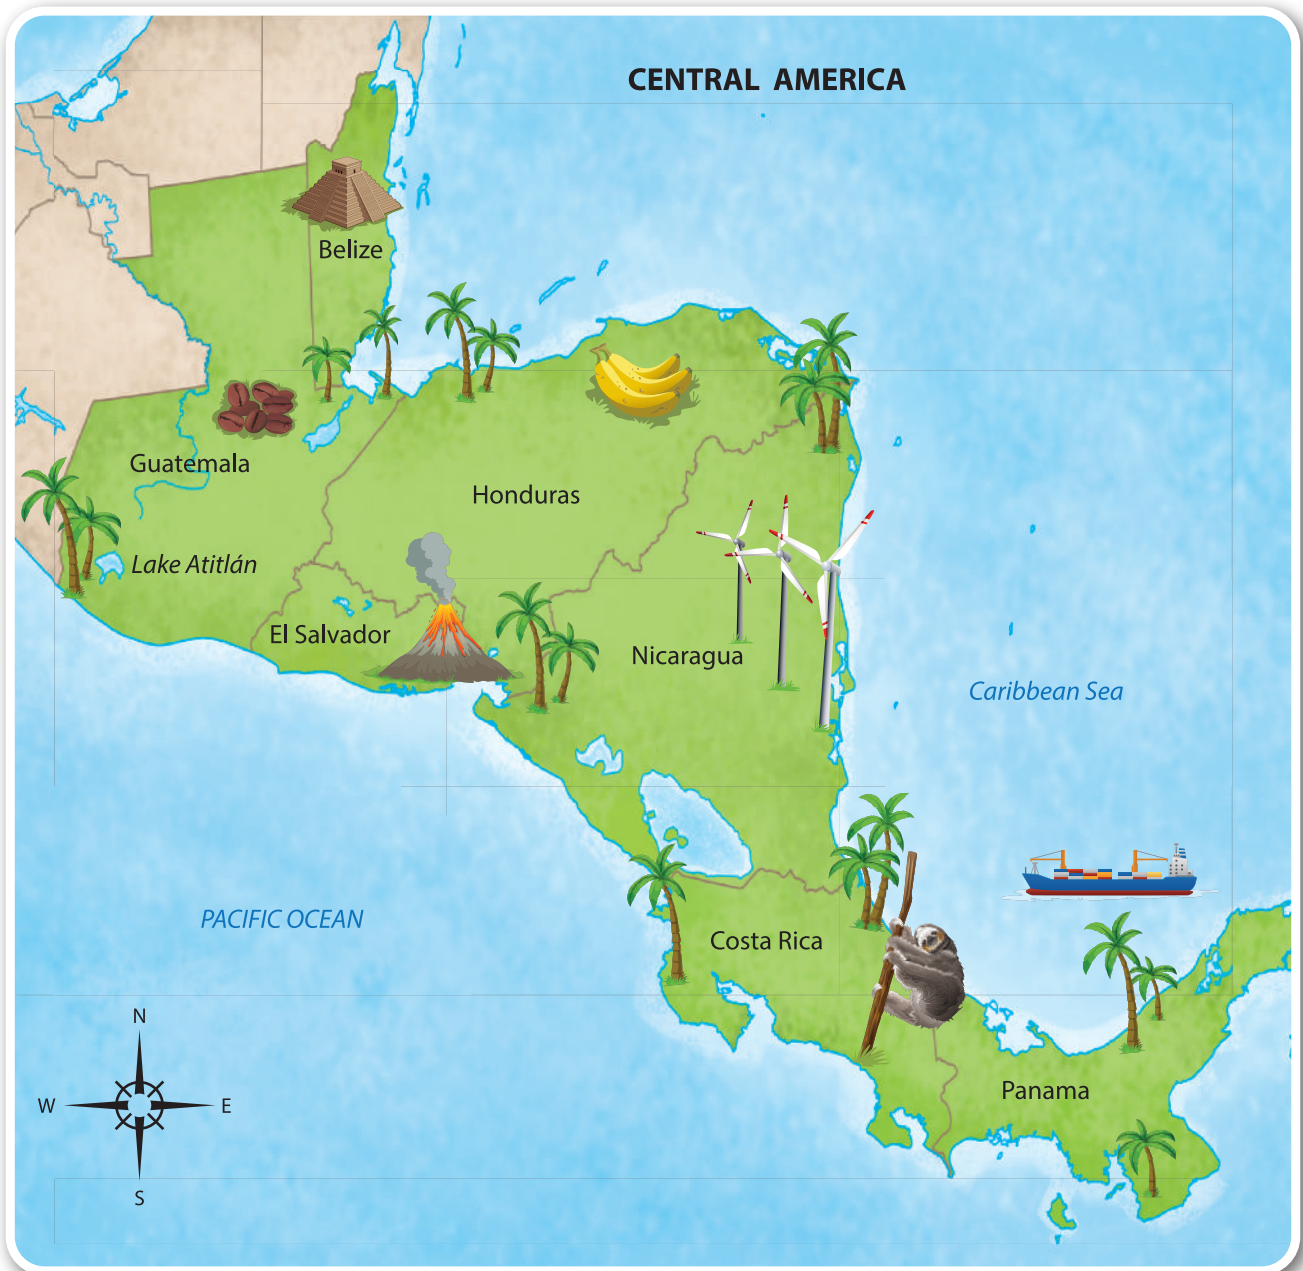 CENTRAL AMERICA
Belize
Guatemala
Honduras
Lake Atitlán
El Salvador
Nicaragua
Caribbean Sea
PACIFIC OCEAN
Costa Rica
N
W
E
Panama
S